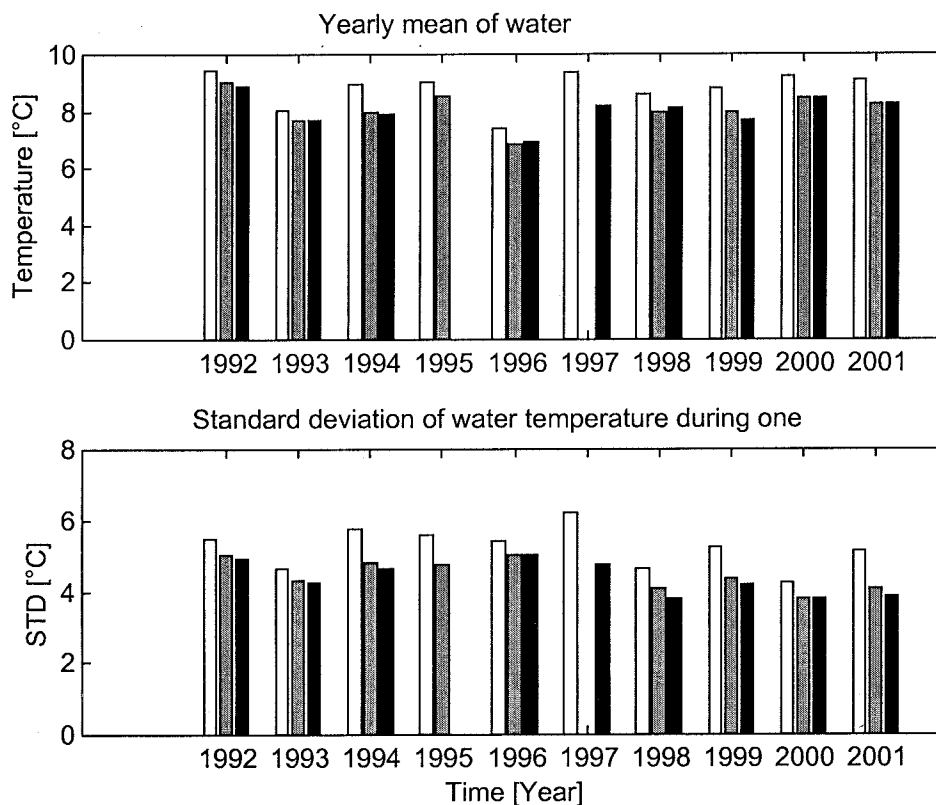 Yearly mean of water
10
8
6
4
2
0
Temperature [°C]
1992 1993 1994 1995 1996 1997 1998 1999 2000 2001
Standard deviation of water temperature during one
8
6
4
2
0
STD [°C]
1992 1993 1994 1995 1996 1997 1998 1999 2000 2001
Time [Year]